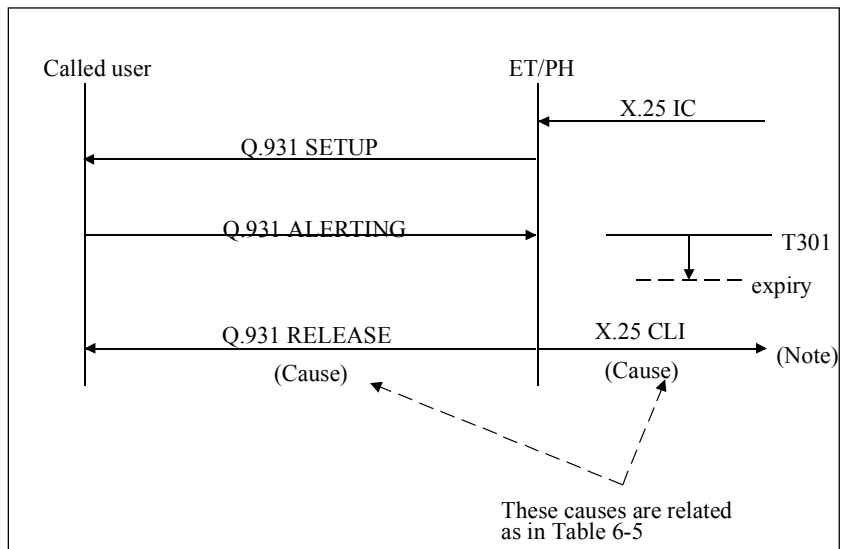 Called user
ET/PH
X.25 IC
Q.931 SETUP
Q.931 ALERTING
T301
expiry
Q.931 RELEASE
X.25 CLI
(Note)
(Cause)
(Cause)
These causes are related
as in Table 6-5